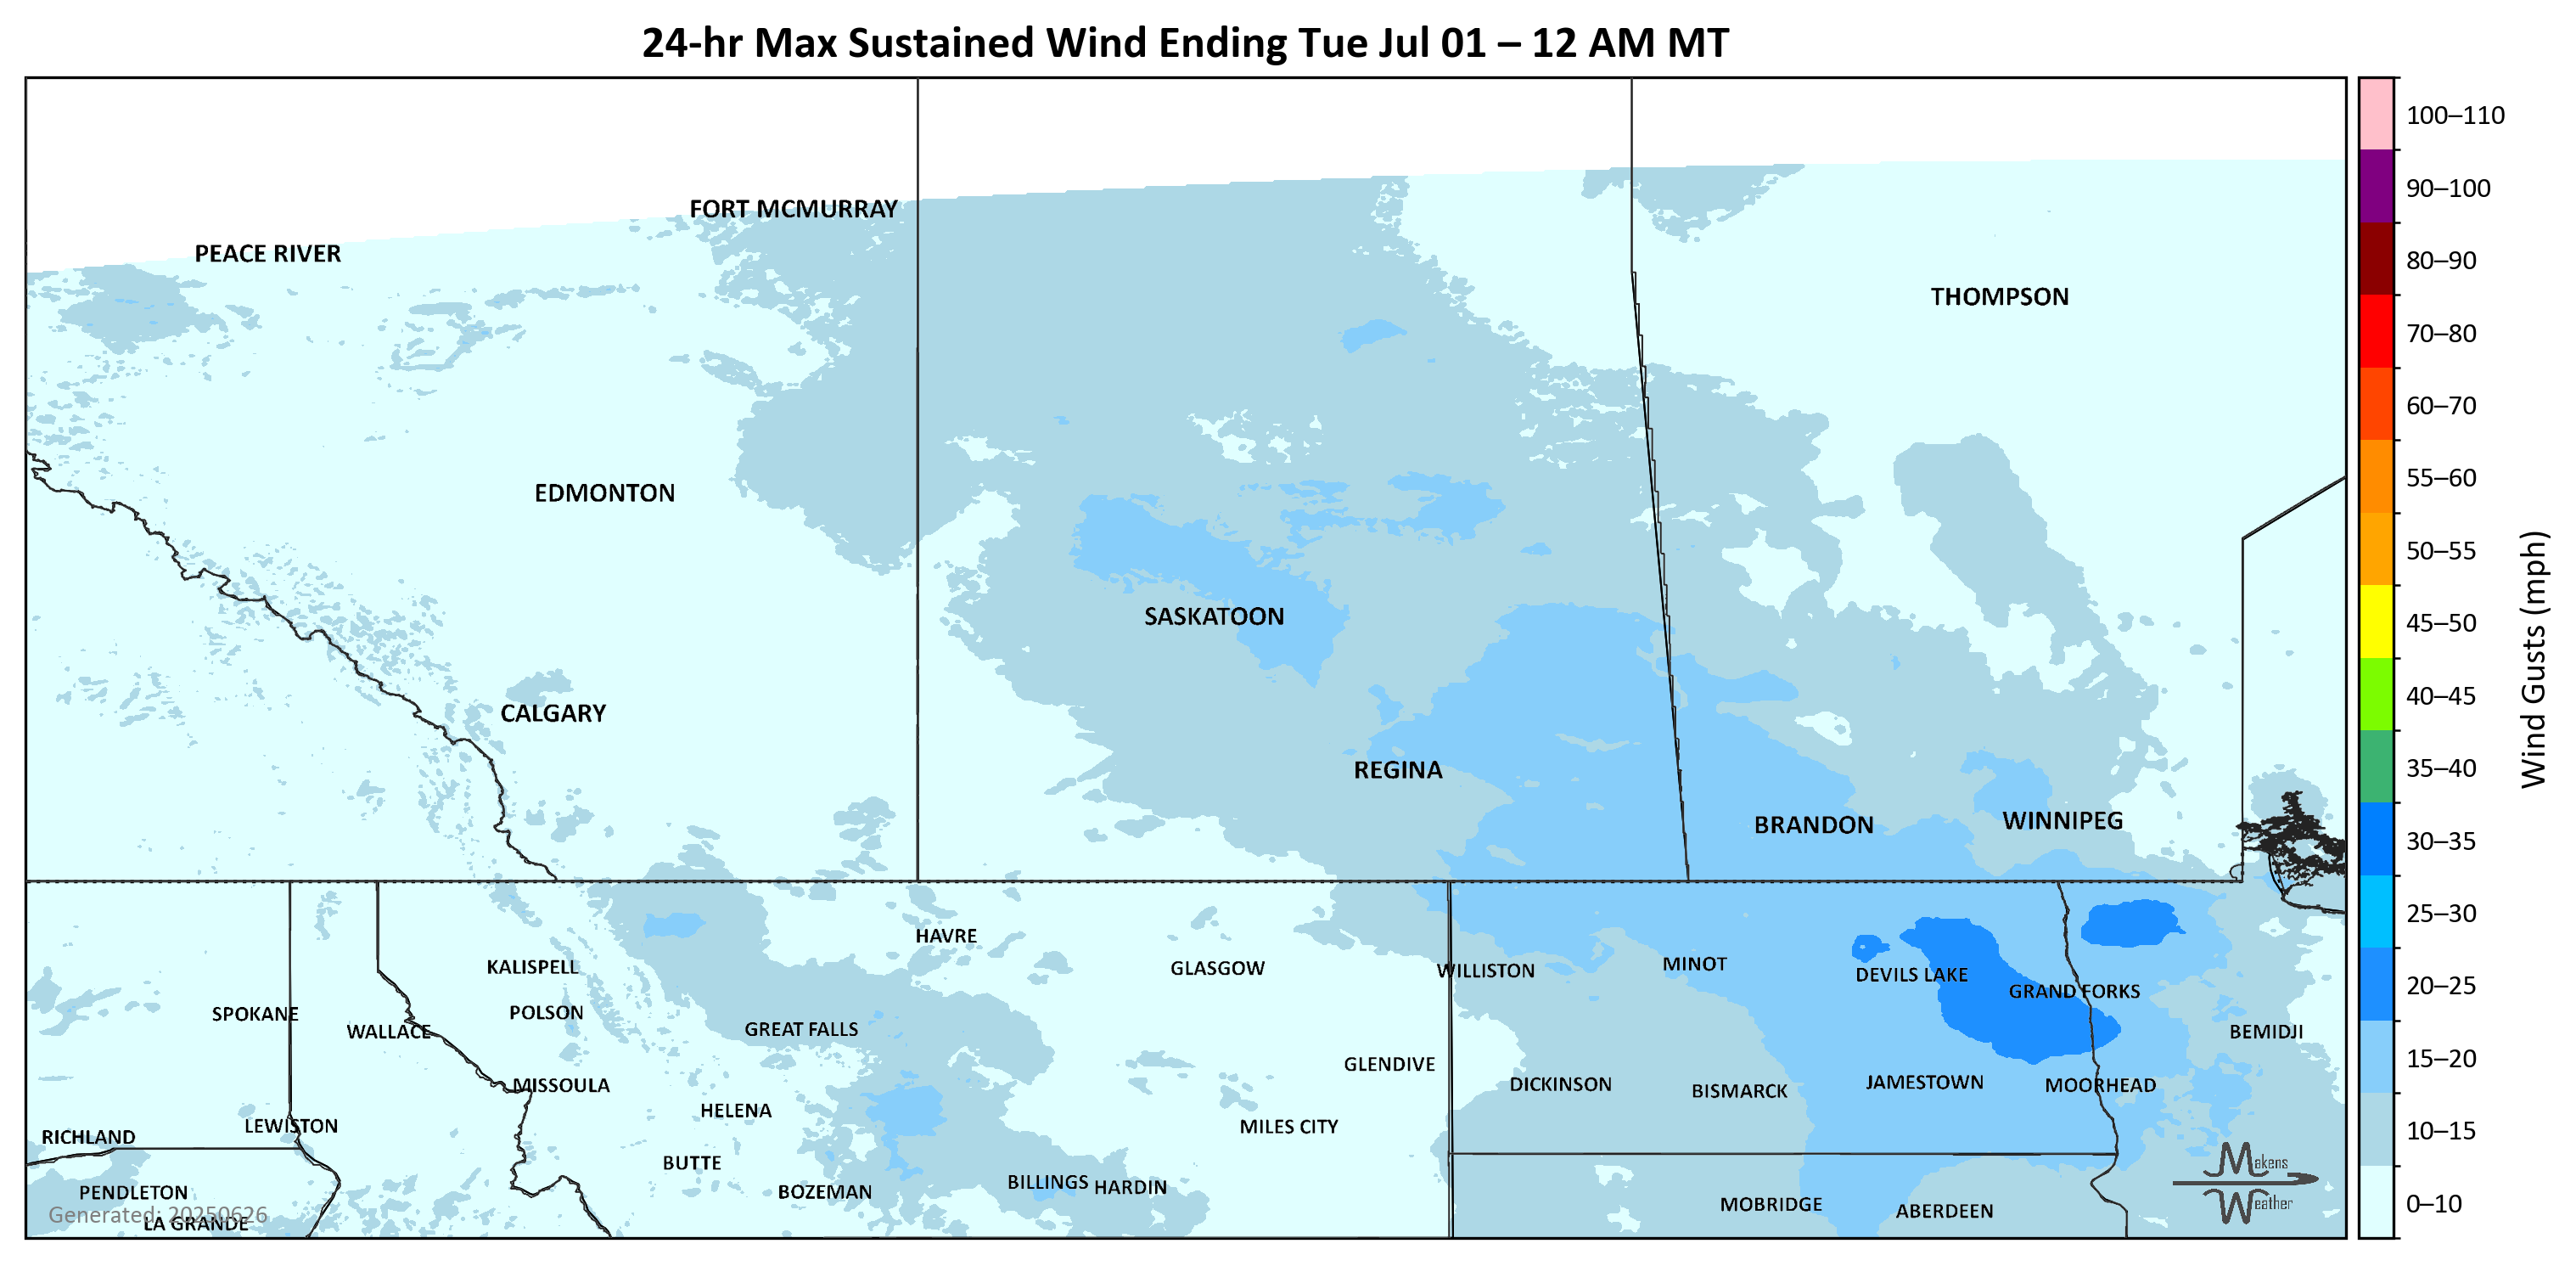 24-hr Max Sustained Wind Ending Tue Jul 01 – 12 AM MT
100–110
90–100
80–90
70–80
60–70
55–60
50–55
45–50
40–45
35–40
30–35
25–30
20–25
15–20
10–15
0–10
Wind Gusts (mph)
FORT MCMURRAY
PEACE RIVER
THOMPSON
EDMONTON
SASKATOON
CALGARY
REGINA
BRANDON
WINNIPEG
HAVRE
KALISPELL
GLASGOW
WILLISTON
MINOT
DEVILS LAKE
GRAND FORKS
SPOKANE
POLSON
WALLACE
GREAT FALLS
BEMIDJI
GLENDIVE
MISSOULA
DICKINSON
BISMARCK
JAMESTOWN
MOORHEAD
HELENA
LEWISTON
MILES CITY
RICHLAND
BUTTE
BILLINGS
HARDIN
PENDLETON
BOZEMAN
MOBRIDGE
ABERDEEN
LA GRANDE
Generated: 20250626
Makens
Weather